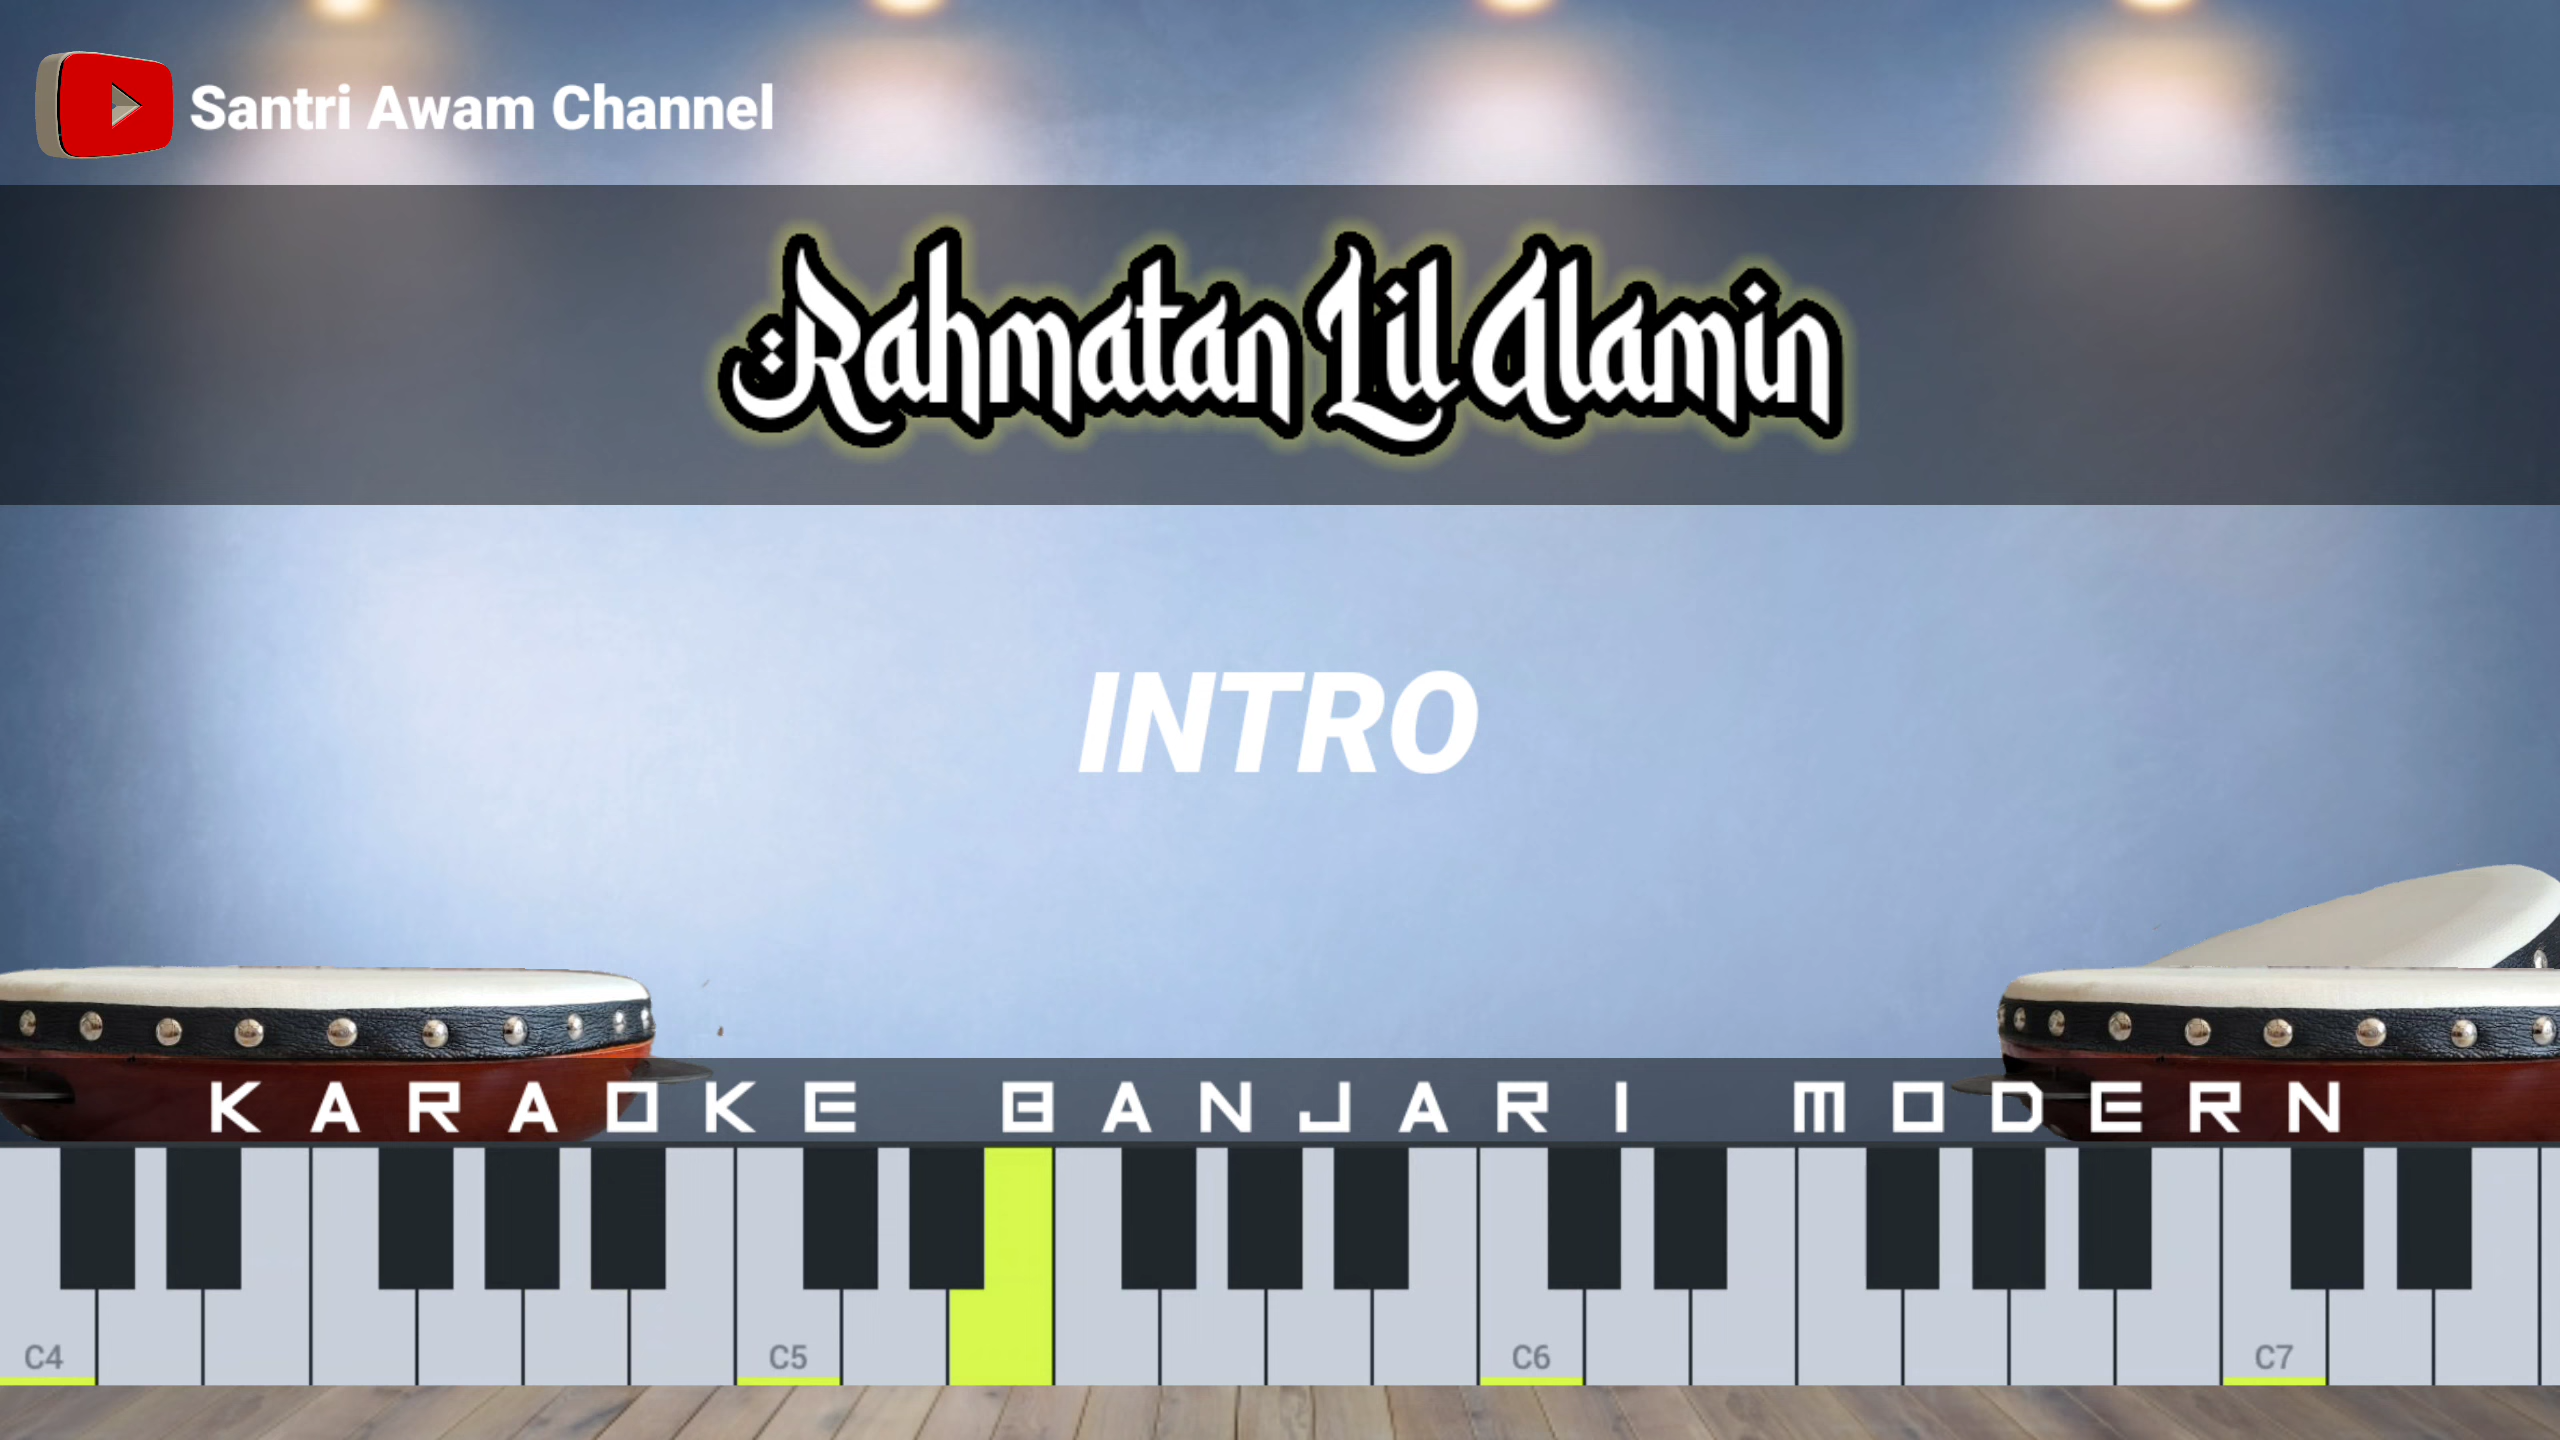 Santri Awam Channel
Rahmatan Lil Alamin
INTRO
KARAOKE BANJARI MODERN
C4 C5 C6 C7